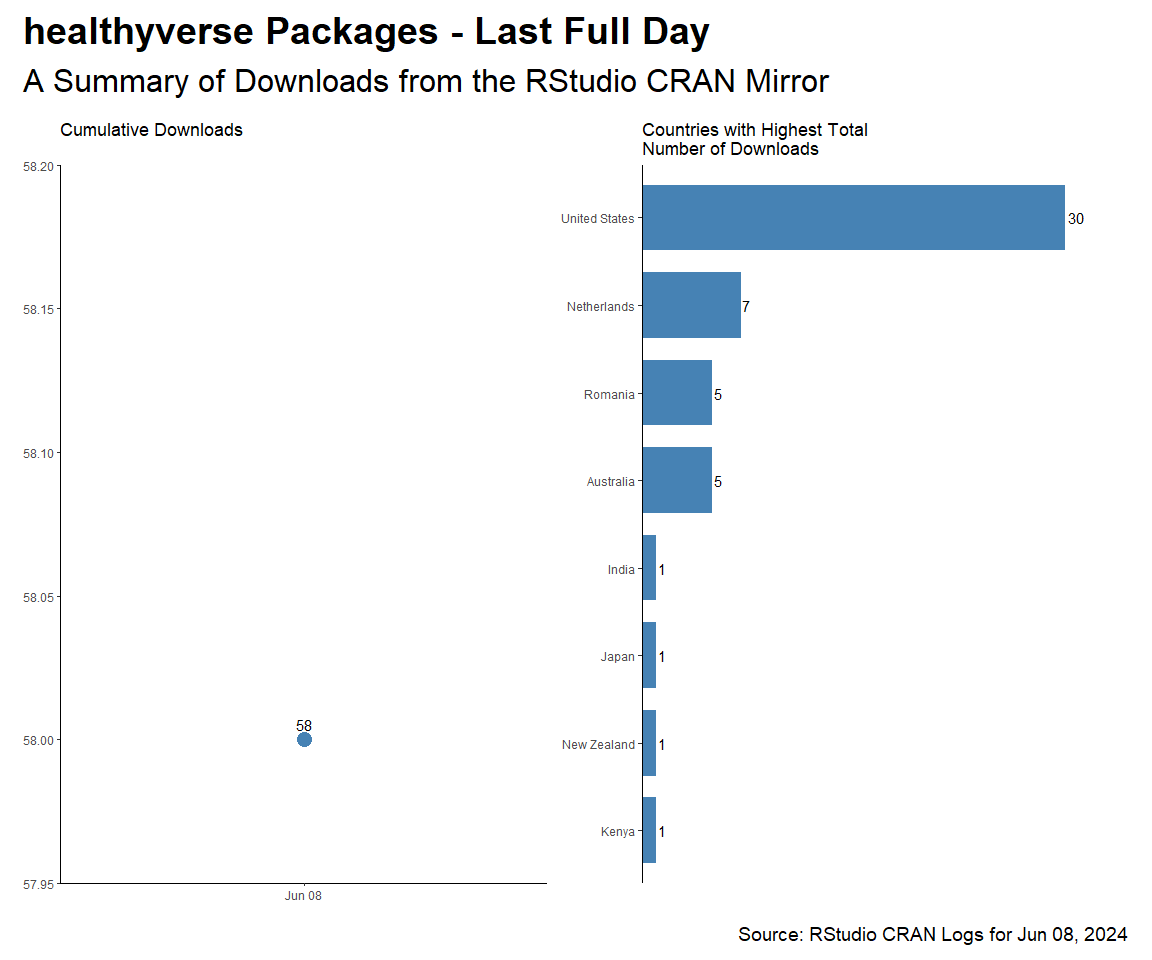 healthyverse Packages - Last Full Day
A Summary of Downloads from the RStudio CRAN Mirror
Cumulative Downloads
58.20
58.15
58.10
58.05
58.00
57.95
58
Jun 08
Countries with Highest Total
Number of Downloads
United States
30
Netherlands
7
Romania
5
Australia
5
India
1
Japan
1
New Zealand
1
Kenya
1
Source: RStudio CRAN Logs for Jun 08, 2024